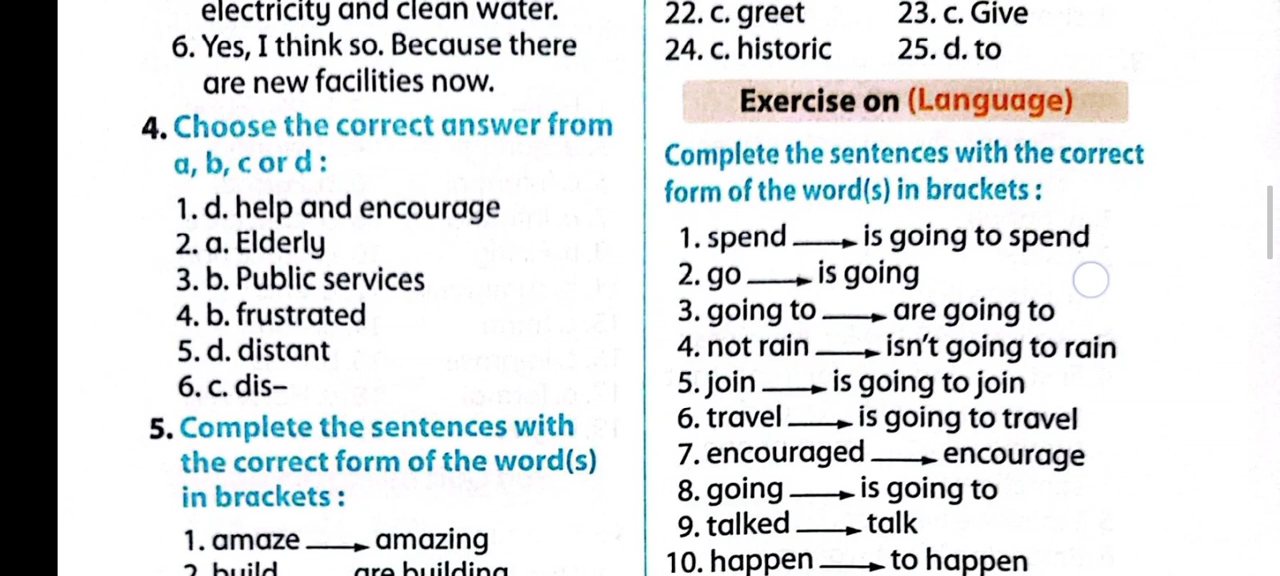 electricity and clean water.
6. Yes, I think so. Because there
are new facilities now.
4. Choose the correct answer from
a, b, c or d :
1. d. help and encourage
2. a. Elderly
3. b. Public services
4. b. frustrated
5. d. distant
6. c. dis–
5. Complete the sentences with
the correct form of the word(s)
in brackets :
1. amaze → amazing
2. build are building
22. c. greet 23. c. Give
24. c. historic 25. d. to
Exercise on (Language)
Complete the sentences with the correct
form of the word(s) in brackets :
1. spend → is going to spend
2. go → is going
3. going to → are going to
4. not rain → isn't going to rain
5. join → is going to join
6. travel → is going to travel
7. encouraged → encourage
8. going → is going to
9. talked → talk
10. happen → to happen